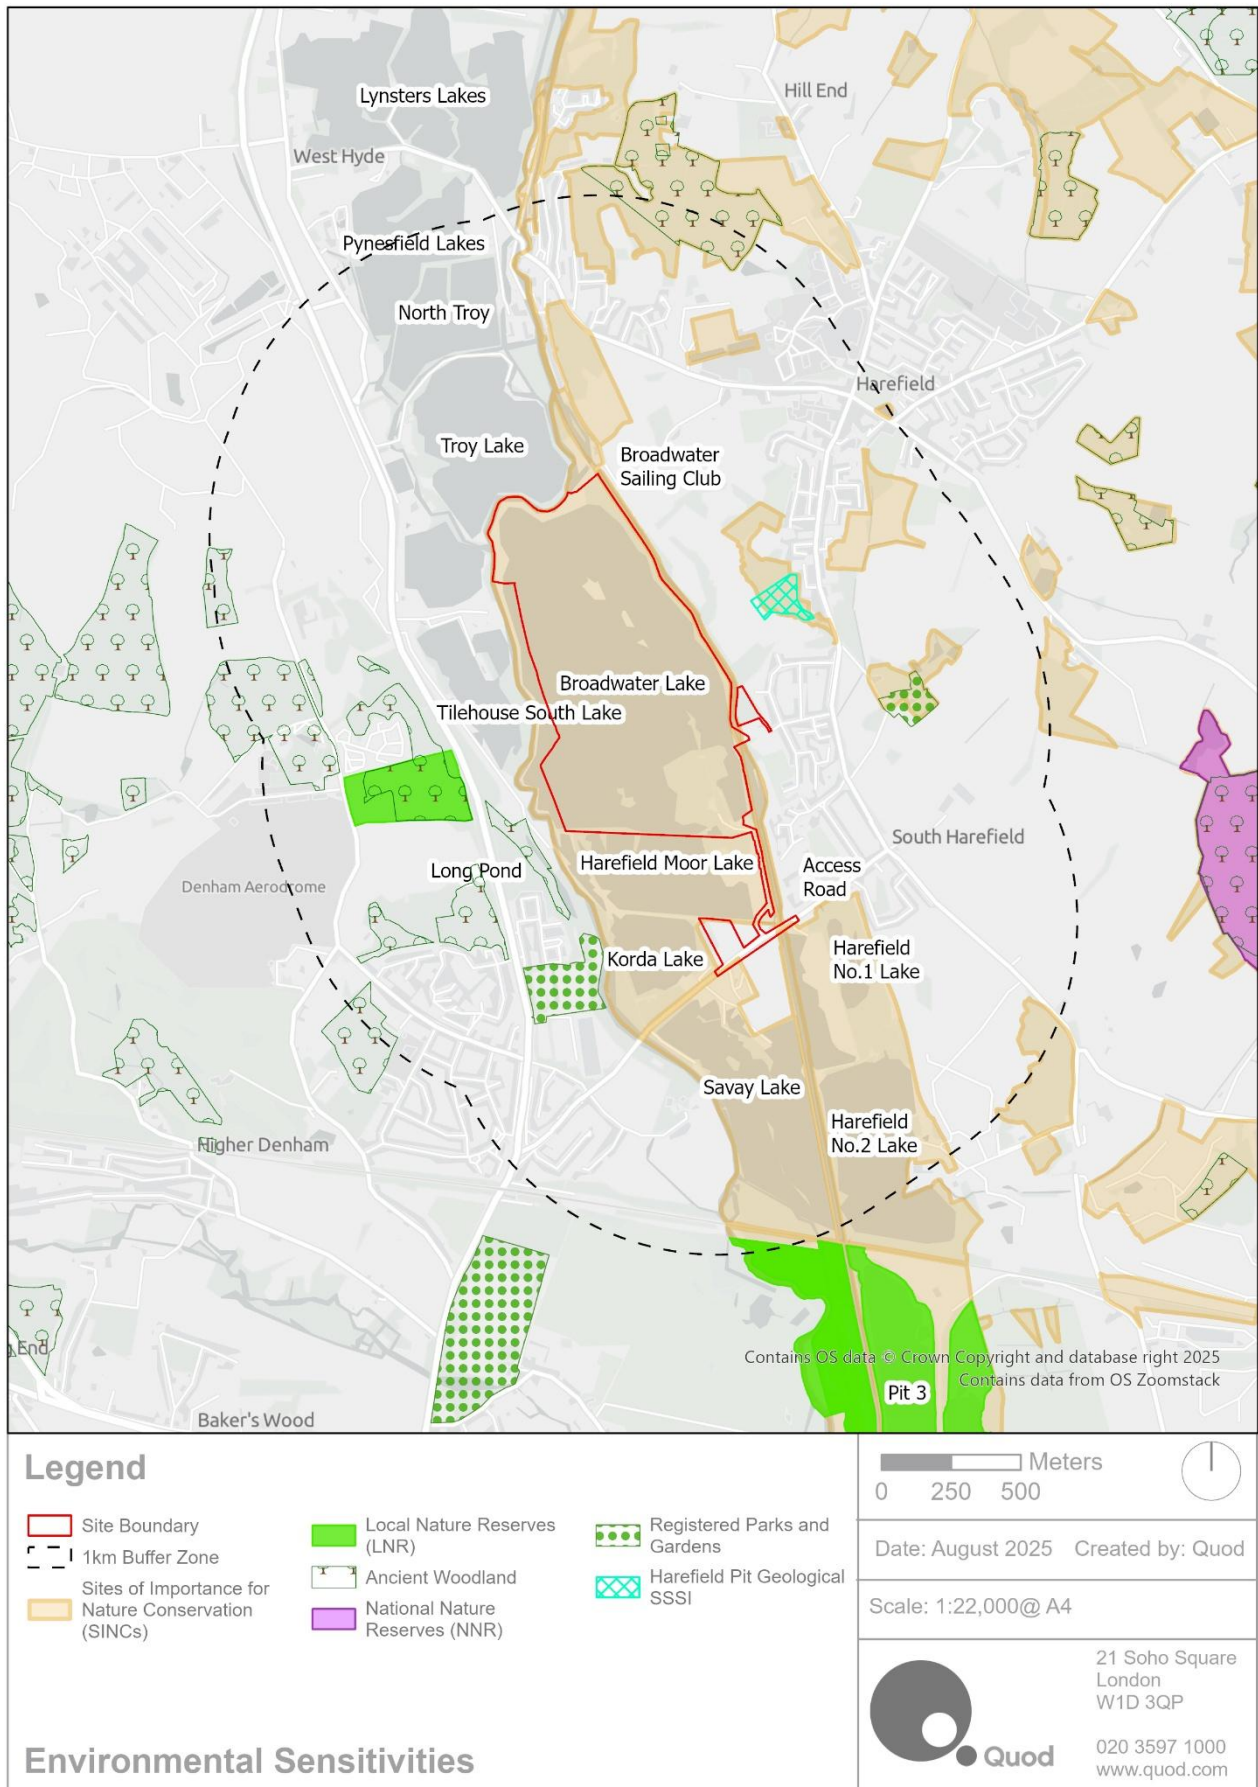 Lynsters Lakes
Hill End
West Hyde
Pynesfield Lakes
North Troy
Harefield
Troy Lake
Broadwater
Sailing Club
Broadwater Lake
Tilehouse South Lake
South Harefield
Harefield Moor Lake
Access
Road
Long Pond
Denham Aerodrome
Korda Lake
Harefield
No.1 Lake
Savay Lake
Harefield
No.2 Lake
Higher Denham
End
Contains OS data © Crown Copyright and database right 2025
Contains data from OS Zoomstack
Pit 3
Baker's Wood
Legend
Site Boundary
1km Buffer Zone
Sites of Importance for
Nature Conservation
(SINCs)
Local Nature Reserves
(LNR)
Ancient Woodland
National Nature
Reserves (NNR)
Registered Parks and
Gardens
Harefield Pit Geological
SSSI
Environmental Sensitivities
Meters
0 250 500
Date: August 2025 Created by: Quod
Scale: 1:22,000@ A4
Quod
21 Soho Square
London
W1D 3QP
020 3597 1000
www.quod.com